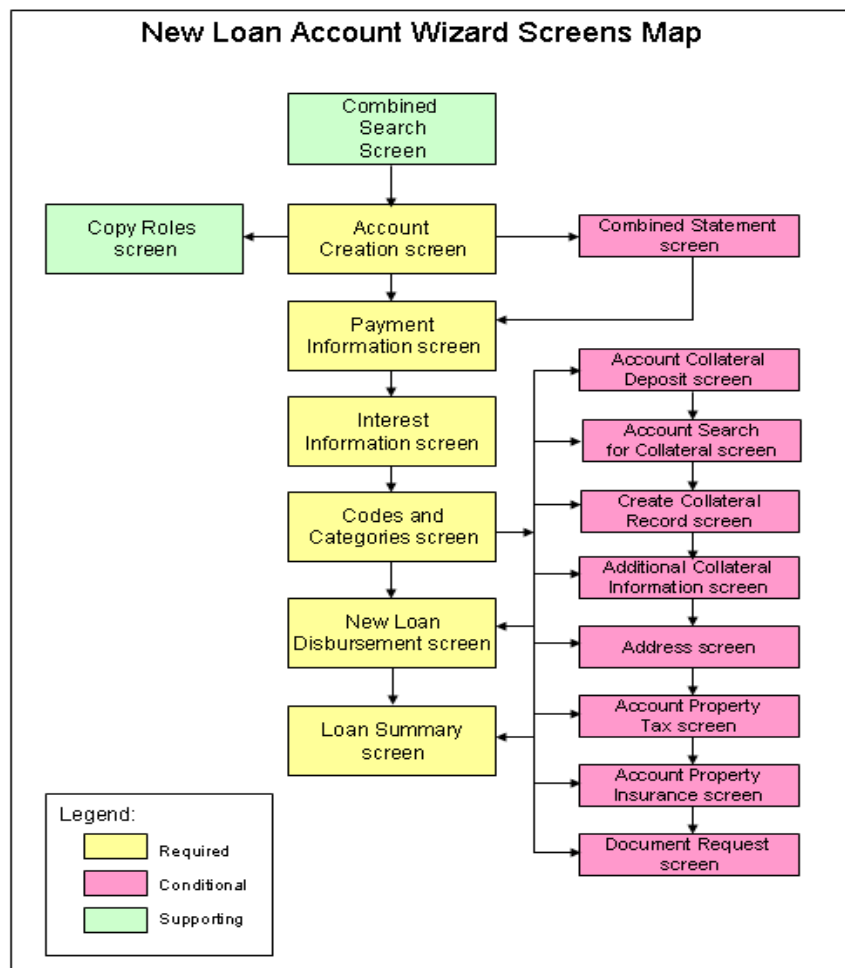 New Loan Account Wizard Screens Map
Combined
Search
Screen
Copy Roles
screen
Account
Creation screen
Combined Statement
screen
Payment
Information screen
Interest
Information screen
Codes and
Categories screen
New Loan
Disbursement screen
Loan Summary
screen
Account Collateral
Deposit screen
Account Search
for Collateral screen
Create Collateral
Record screen
Additional Collateral
Information screen
Address screen
Account Property
Tax screen
Account Property
Insurance screen
Document Request
screen
Legend:
Required
Conditional
Supporting